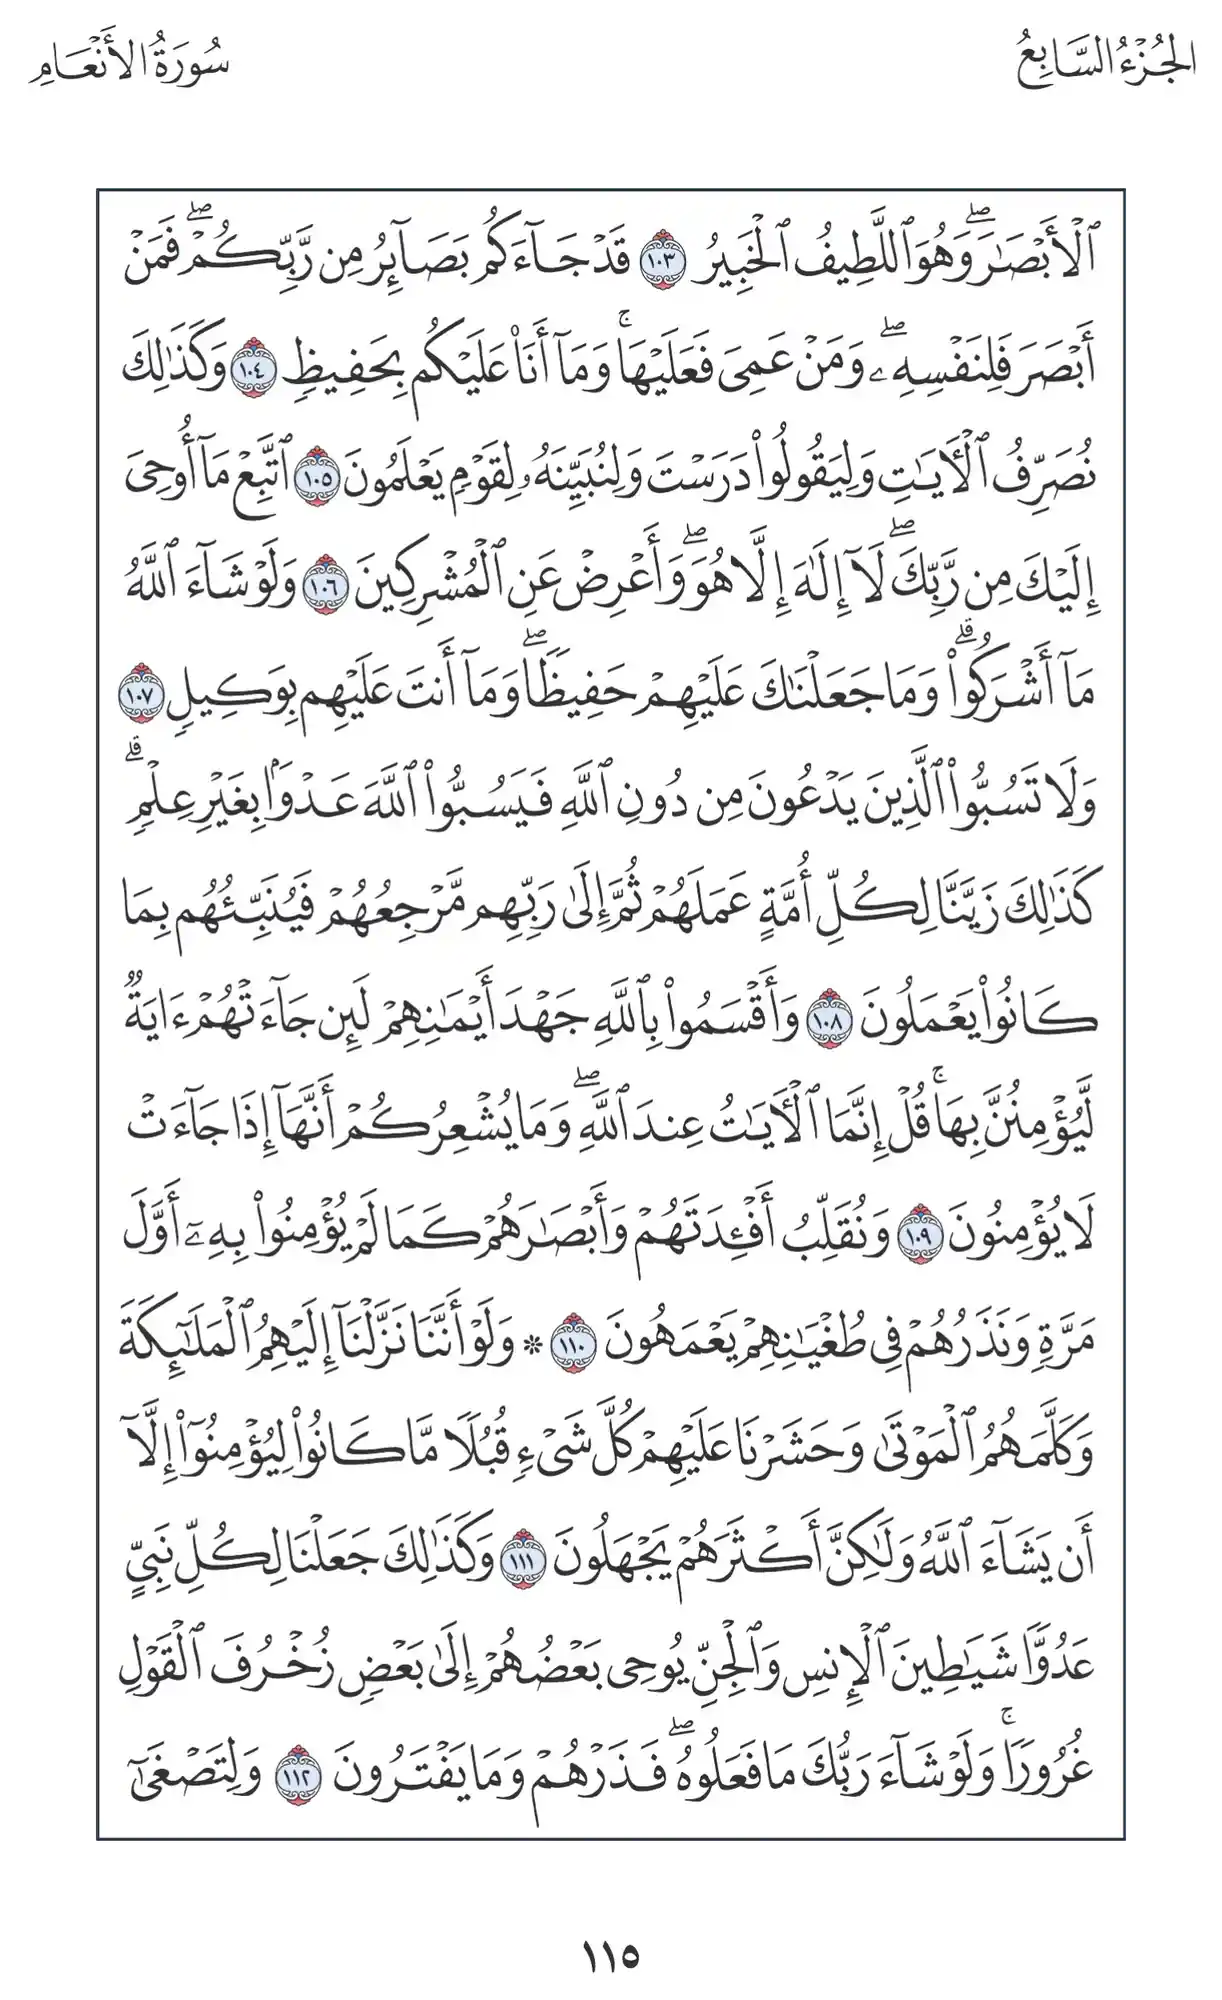 الجُزْءُ السَّابِعُ
سُورَةُ الأَنْعَامِ
ٱلْأَبْصَٰرَۖ وَهُوَ ٱللَّطِيفُ ٱلْخَبِيرُ ١٠٣ قَدْ جَآءَكُم بَصَآئِرُ مِن رَّبِّكُمْۖ فَمَنْ
أَبْصَرَ فَلِنَفْسِهِۦۖ وَمَنْ عَمِىَ فَعَلَيْهَاۚ وَمَآ أَنَا۠ عَلَيْكُم بِحَفِيظٍ ١٠٤ وَكَذَٰلِكَ
نُصَرِّفُ ٱلْأَيَٰتِ وَلِيَقُولُوا۟ دَرَسْتَ وَلِنُبَيِّنَهُۥ لِقَوْمٍ يَعْلَمُونَ ١٠٥ ٱتَّبِعْ مَآ أُوحِىَ
إِلَيْكَ مِن رَّبِّكَۖ لَآ إِلَٰهَ إِلَّا هُوَۖ وَأَعْرِضْ عَنِ ٱلْمُشْرِكِينَ ١٠٦ وَلَوْ شَآءَ ٱللَّهُ
مَآ أَشْرَكُوا۟ۗ وَمَا جَعَلْنَٰكَ عَلَيْهِمْ حَفِيظًاۖ وَمَآ أَنتَ عَلَيْهِم بِوَكِيلٍ ١٠٧
وَلَا تَسُبُّوا۟ ٱلَّذِينَ يَدْعُونَ مِن دُونِ ٱللَّهِ فَيَسُبُّوا۟ ٱللَّهَ عَدْوًۢا بِغَيْرِ عِلْمٍۗ
كَذَٰلِكَ زَيَّنَّا لِكُلِّ أُمَّةٍ عَمَلَهُمْ ثُمَّ إِلَىٰ رَبِّهِم مَّرْجِعُهُمْ فَيُنَبِّئُهُم بِمَا
كَانُوا۟ يَعْمَلُونَ ١٠٨ وَأَقْسَمُوا۟ بِٱللَّهِ جَهْدَ أَيْمَٰنِهِمْ لَئِن جَآءَتْهُمْ ءَايَةٌ
لَّيُؤْمِنُنَّ بِهَاۚ قُلْ إِنَّمَا ٱلْأَيَٰتُ عِندَ ٱللَّهِۖ وَمَا يُشْعِرُكُمْ أَنَّهَآ إِذَا جَآءَتْ
لَا يُؤْمِنُونَ ١٠٩ وَنُقَلِّبُ أَفْـِٔدَتَهُمْ وَأَبْصَٰرَهُمْ كَمَا لَمْ يُؤْمِنُوا۟ بِهِۦٓ أَوَّلَ
مَرَّةٍ وَنَذَرُهُمْ فِى طُغْيَٰنِهِمْ يَعْمَهُونَ ١١٠ ۞ وَلَوْ أَنَّنَا نَزَّلْنَآ إِلَيْهِمُ ٱلْمَلَٰٓئِكَةَ
وَكَلَّمَهُمُ ٱلْمَوْتَىٰ وَحَشَرْنَا عَلَيْهِمْ كُلَّ شَىْءٍ قُبُلًا مَّا كَانُوا۟ لِيُؤْمِنُوٓا۟ إِلَّآ
أَن يَشَآءَ ٱللَّهُ وَلَٰكِنَّ أَكْثَرَهُمْ يَجْهَلُونَ ١١١ وَكَذَٰلِكَ جَعَلْنَا لِكُلِّ نَبِىٍّ
عَدُوًّا شَيَٰطِينَ ٱلْإِنسِ وَٱلْجِنِّ يُوحِى بَعْضُهُمْ إِلَىٰ بَعْضٍ زُخْرُفَ ٱلْقَوْلِ
غُرُورًاۚ وَلَوْ شَآءَ رَبُّكَ مَا فَعَلُوهُۖ فَذَرْهُمْ وَمَا يَفْتَرُونَ ١١٢ وَلِتَصْغَىٰٓ
١١٥